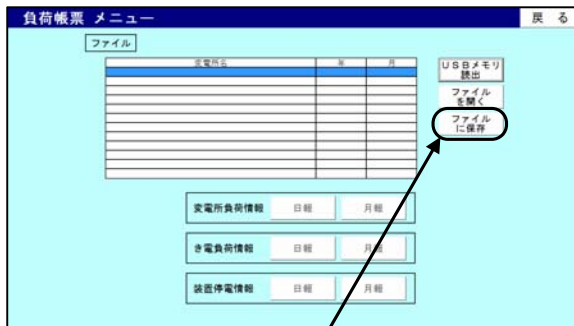 負荷帳票 メニュー
戻 る
ファイル
変電所名 年 月
USBメモリ
読出
ファイル
を開く
ファイル
に保存
変電所負荷情報 日報 月報
き電負荷情報 日報 月報
装置停電情報 日報 月報